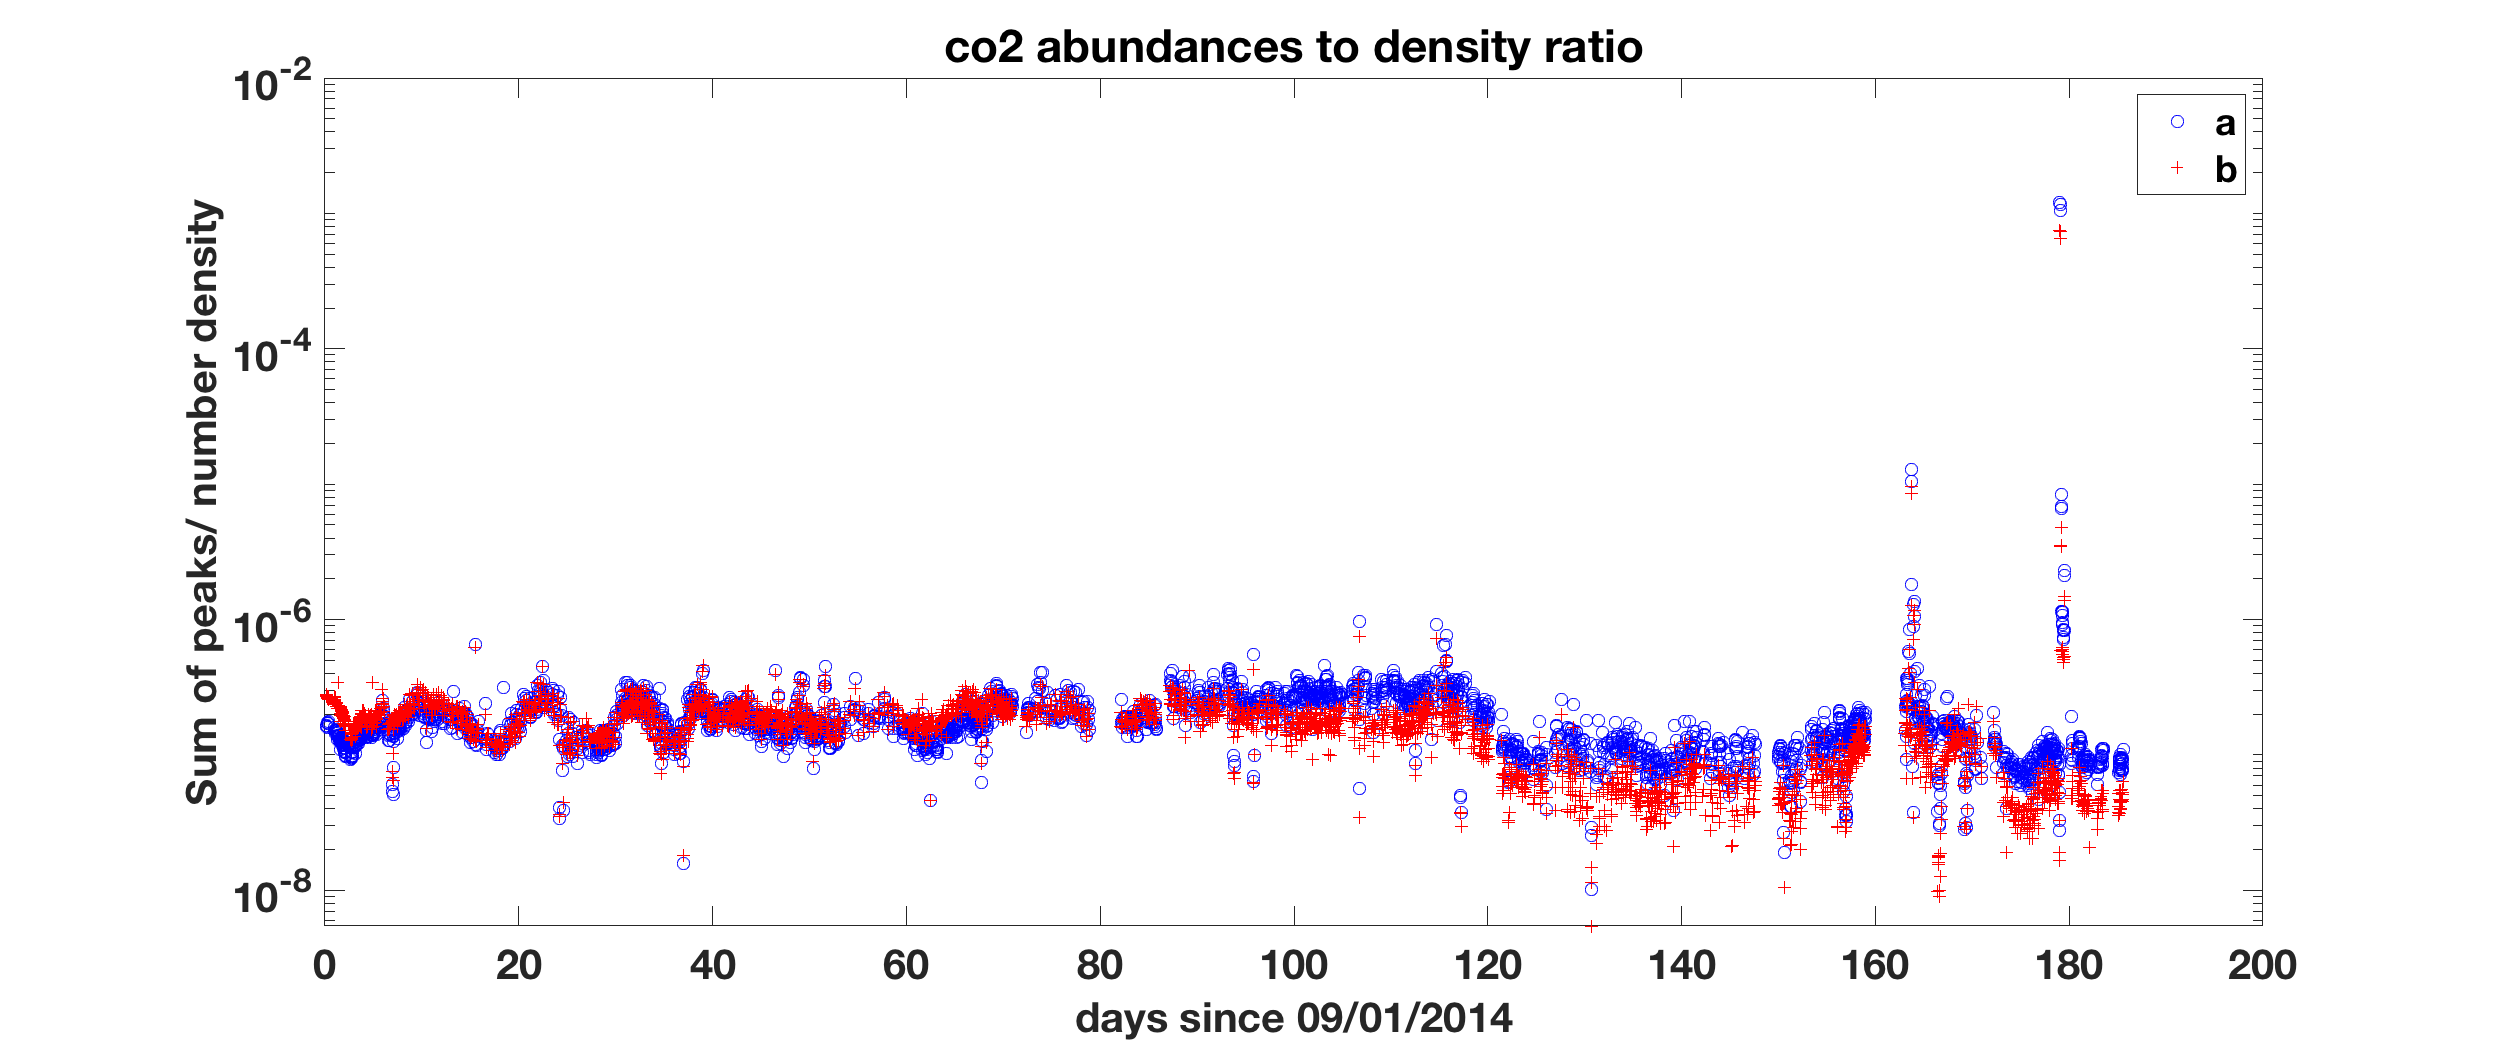 co2 abundances to density ratio
Sum of peaks/ number density
10^-2
10^-4
10^-6
10^-8
a
b
0 20 40 60 80 100 120 140 160 180 200
days since 09/01/2014